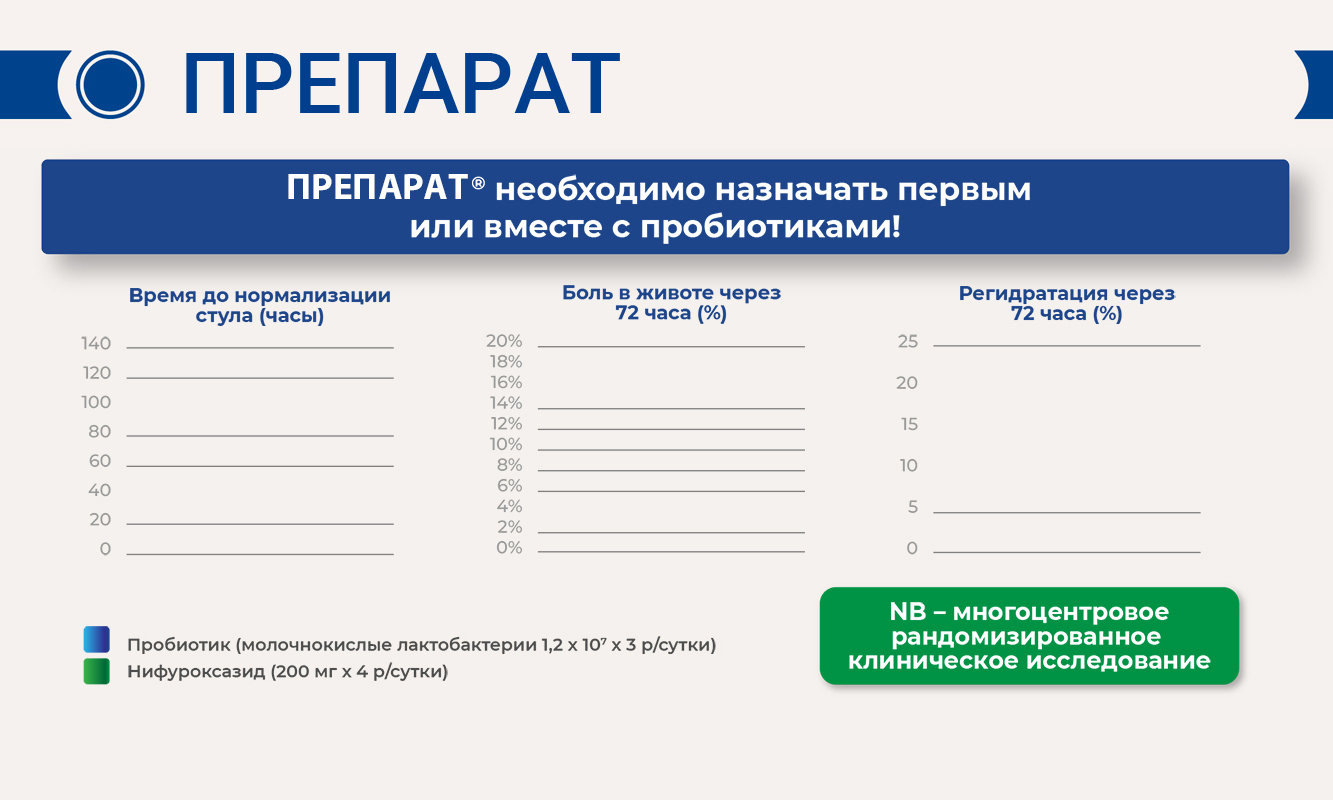 ПРЕПАРАТ
ПРЕПАРАТ® необходимо назначать первым
или вместе с пробиотиками!
Время до нормализации
стула (часы)
140
120
100
80
60
40
20
0
Боль в животе через
72 часа (%)
20%
18%
16%
14%
12%
10%
8%
6%
4%
2%
0%
Регидратация через
72 часа (%)
25
20
15
10
5
0
Пробиотик (молочнокислые лактобактерии 1,2 x 10⁷ x 3 р/сутки)
Нифуроксазид (200 мг x 4 р/сутки)
NB – многоцентровое
рандомизированное
клиническое исследование